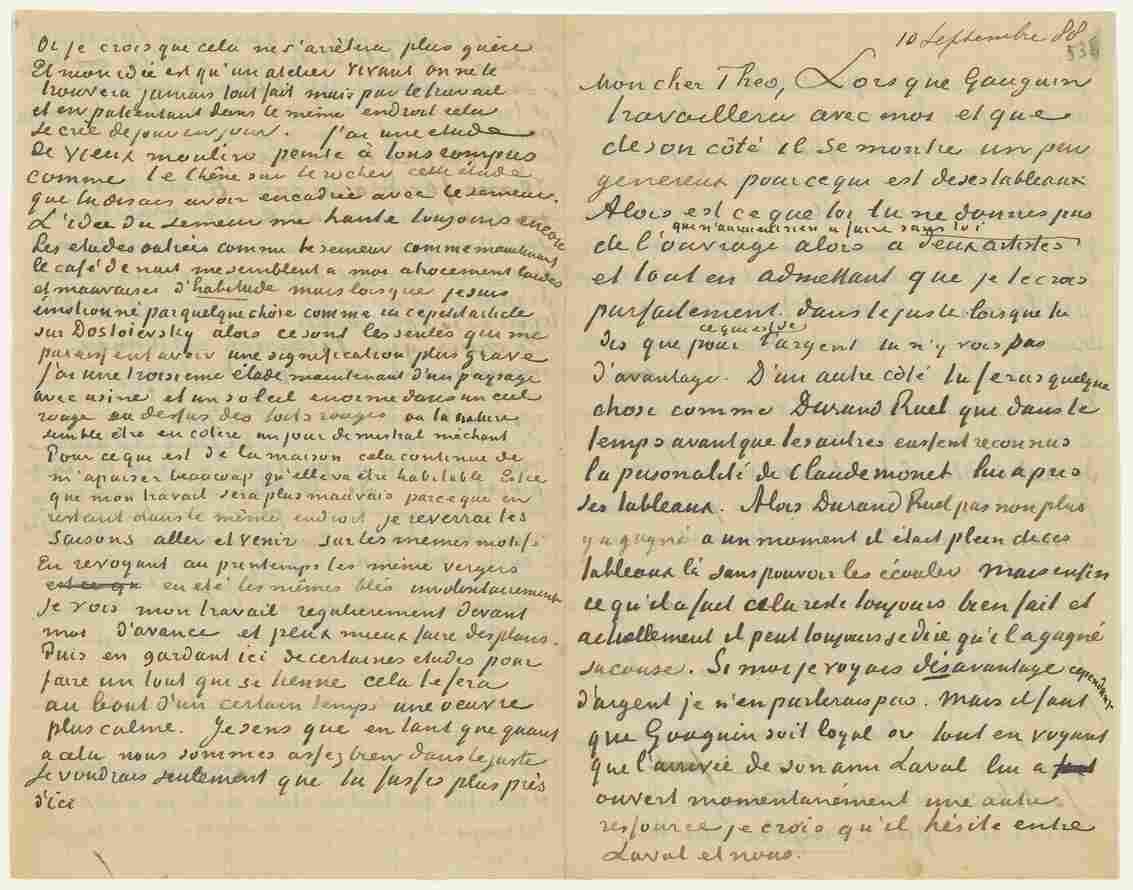 Or je crois que cela ne s'arrêtera plus guère
Et mon idée est qu'un atelier vivant on ne le
trouvera jamais tout fait mais par le travail
et en patientant dans le même endroit cela
se crée de jour en jour. J'ai une etude
de vieux moulins peinte à tons rompus
comme le chêne sur le rocher cette étude
que tu disais avoir encadrée avec le semeur.
L'idée du semeur me hante toujours encore
Les etudes outrées comme le semeur comme maintenant
le café de nuit me semblent a moi atrocement laides
et mauvaises d'habitude mais lorsque je suis
émotionné par quelque chose comme ici ce petit article
sur Dostoievsky alors ce sont les seules qui me
paraissent avoir une signification plus grave
J'ai une troisieme étude maintenant d'un paysage
avec usine et un soleil enorme dans un ciel
rouge au dessus des toits rouges ou la nature
semble être en colère un jour de mistral méchant
Pour ce qui est de la maison cela continue de
m'apaiser beaucoup qu'elle va être habitable Est ce
que mon travail sera plus mauvais parce que en
restant dans le même endroit je reverrai les
saisons aller et venir sur les mêmes motifs
En revoyant au printemps les même vergers
est ce qu en eté les mêmes blés involontairement
Je vois mon travail regulierement devant
moi d'avance et peux mieux faire des plans.
Puis en gardant ici de certaines etudes pour
faire un tout qui se tienne cela te fera
au bout d'un certain temps une oeuvre
plus calme. Je sens que en tant que quant
a cela nous sommes assez bien dans le juste
Je voudrais seulement que tu fusses plus près
d'ici
10 Septembre 88
538
Mon cher Theo, Lorsque Gauguin
travaillera avec moi et que
de son côté il se montre un peu
généreux pour ce qui est de ses tableaux
Alors est ce que toi tu ne donnes pas
qui n'auraient rien a faire sans toi
de l'ouvrage alors a deux artistes
et tout en admettant que je te crois
parfaitement dans le juste lorsque tu
ce qui est de
dis que pour l'argent tu n'y vois pas
d'avantage. D'un autre côté tu feras quelque
chose comme Durand Ruel qui dans le
temps avant que les autres eussent reconnus
la personalité de Claude monet lui a pris
ses tableaux. Alors Durand Ruel pas non plus
y a gagné a un moment il était plein de ces
tableaux là sans pouvoir les écouler mais enfin
ce qu'il a fait cela reste toujours bien fait et
actuellement il peut toujours se dire qu'il a gagné
sa cause. Si moi je voyais désavantage cependant
d'argent je n'en parlerais pas. Mais il faut
que Gauguin soit loyal or tout en voyant
que l'arrivée de son ami Laval lui a fait
ouvert momentanément une autre
ressource je crois qu'il hésite entre
Laval et nous.